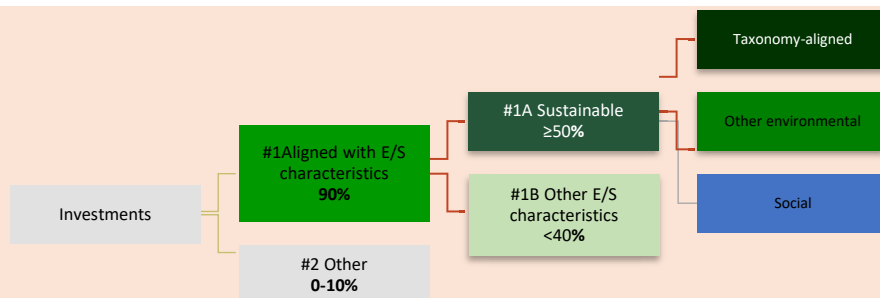 Investments
#1Aligned with E/S
characteristics
90%
#2 Other
0-10%
#1A Sustainable
≥50%
#1B Other E/S
characteristics
<40%
Taxonomy-aligned
Other environmental
Social